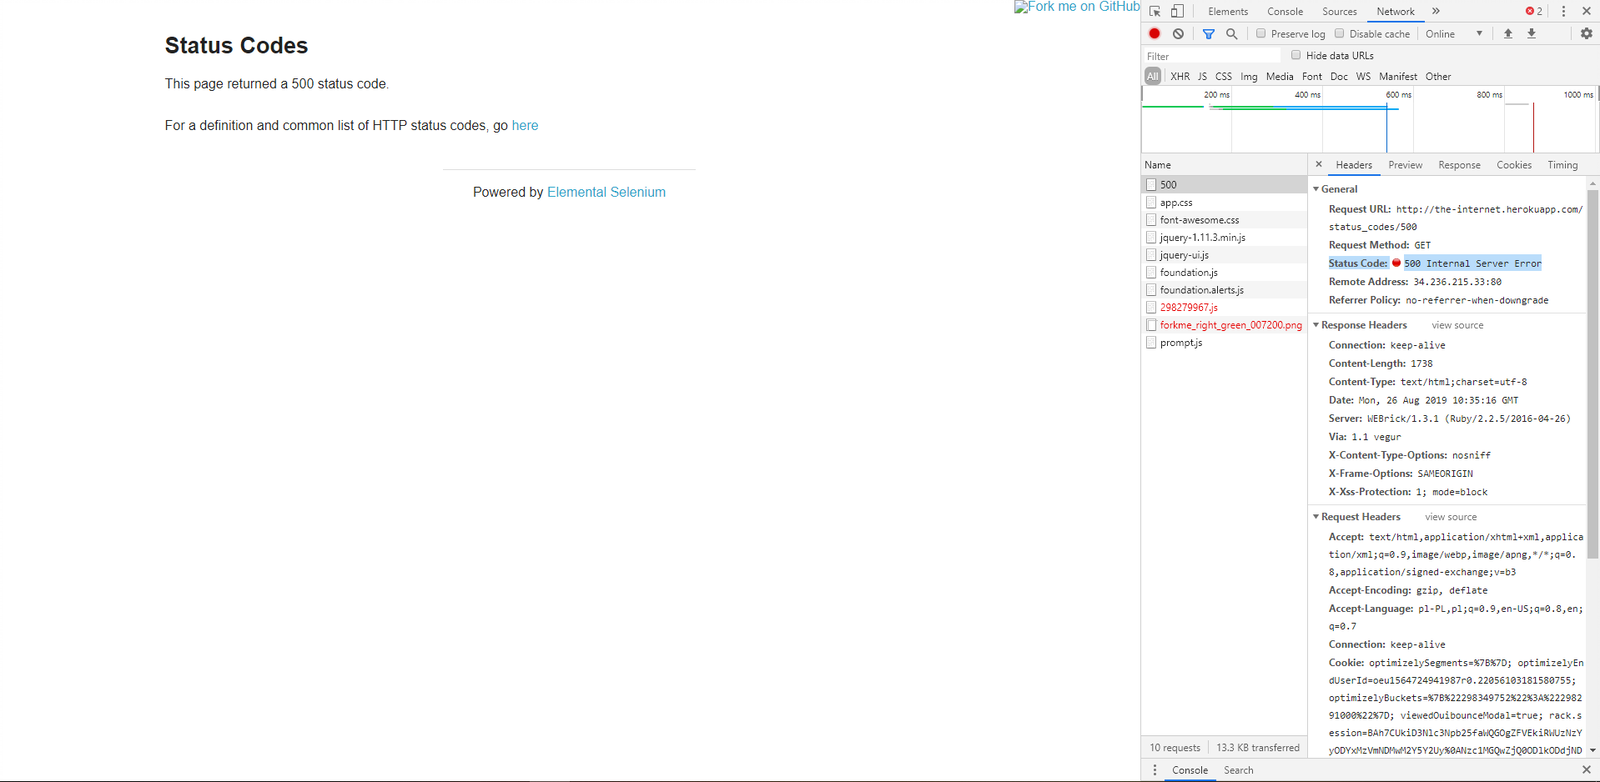 Fork me on GitHub
Status Codes
This page returned a 500 status code.
For a definition and common list of HTTP status codes, go here
Powered by Elemental Selenium
Elements Console Sources Network » 2
Preserve log Disable cache Online
Filter Hide data URLs
All XHR JS CSS Img Media Font Doc WS Manifest Other
200 ms 400 ms 600 ms 800 ms 1000 ms
Name
500
app.css
font-awesome.css
jquery-1.11.3.min.js
jquery-ui.js
foundation.js
foundation.alerts.js
298279967.js
forkme_right_green_007200.png
prompt.js
10 requests 13.3 KB transferred
Headers Preview Response Cookies Timing
General
Request URL: http://the-internet.herokuapp.com/
status_codes/500
Request Method: GET
Status Code: 500 Internal Server Error
Remote Address: 34.236.215.33:80
Referrer Policy: no-referrer-when-downgrade
Response Headers view source
Connection: keep-alive
Content-Length: 1738
Content-Type: text/html;charset=utf-8
Date: Mon, 26 Aug 2019 10:35:16 GMT
Server: WEBrick/1.3.1 (Ruby/2.2.5/2016-04-26)
Via: 1.1 vegur
X-Content-Type-Options: nosniff
X-Frame-Options: SAMEORIGIN
X-Xss-Protection: 1; mode=block
Request Headers view source
Accept: text/html,application/xhtml+xml,applica
tion/xml;q=0.9,image/webp,image/apng,*/*;q=0.
8,application/signed-exchange;v=b3
Accept-Encoding: gzip, deflate
Accept-Language: pl-PL,pl;q=0.9,en-US;q=0.8,en;
q=0.7
Connection: keep-alive
Cookie: optimizelySegments=%7B%7D; optimizelyEn
dUserId=oeu1564724941987r0.22056103181580755;
optimizelyBuckets=%7B%22298349752%22%3A%222982
91000%22%7D; viewedOuibounceModal=true; rack.s
ession=BAh7CUkiD3Nlc3Npb25faWQGOgZFVEkiRWUzNzY
yODYxMzVmNDMwM2Y5Y2Uy%0ANzc1MGQwZjQ0ODlkODdjND
Console Search